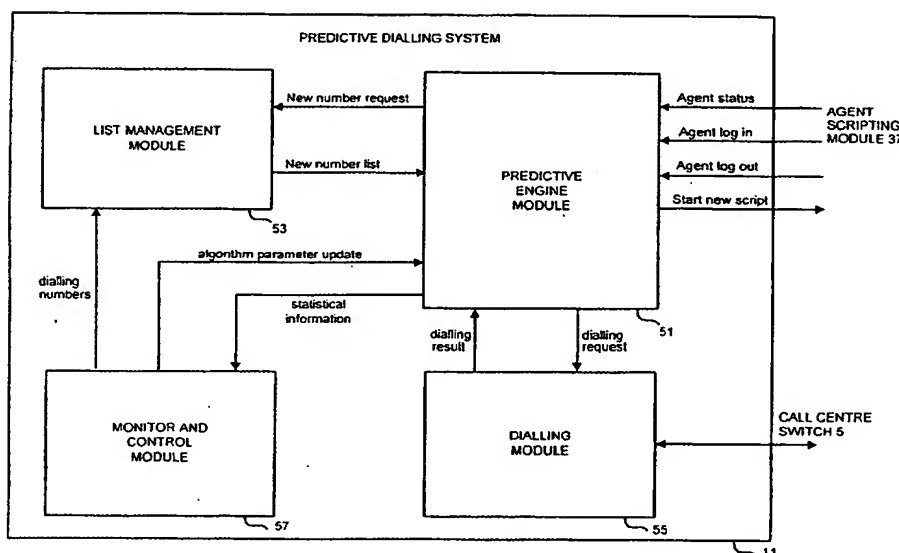 PREDICTIVE DIALLING SYSTEM
LIST MANAGEMENT
MODULE
53
New number request
New number list
PREDICTIVE
ENGINE
MODULE
51
Agent status
Agent log in
Agent log out
Start new script
AGENT
SCRIPTING
MODULE 37
dialling
numbers
algorithm parameter update
statistical
information
dialling
result
dialling
request
MONITOR AND
CONTROL
MODULE
57
DIALLING
MODULE
55
CALL CENTRE
SWITCH 5
11